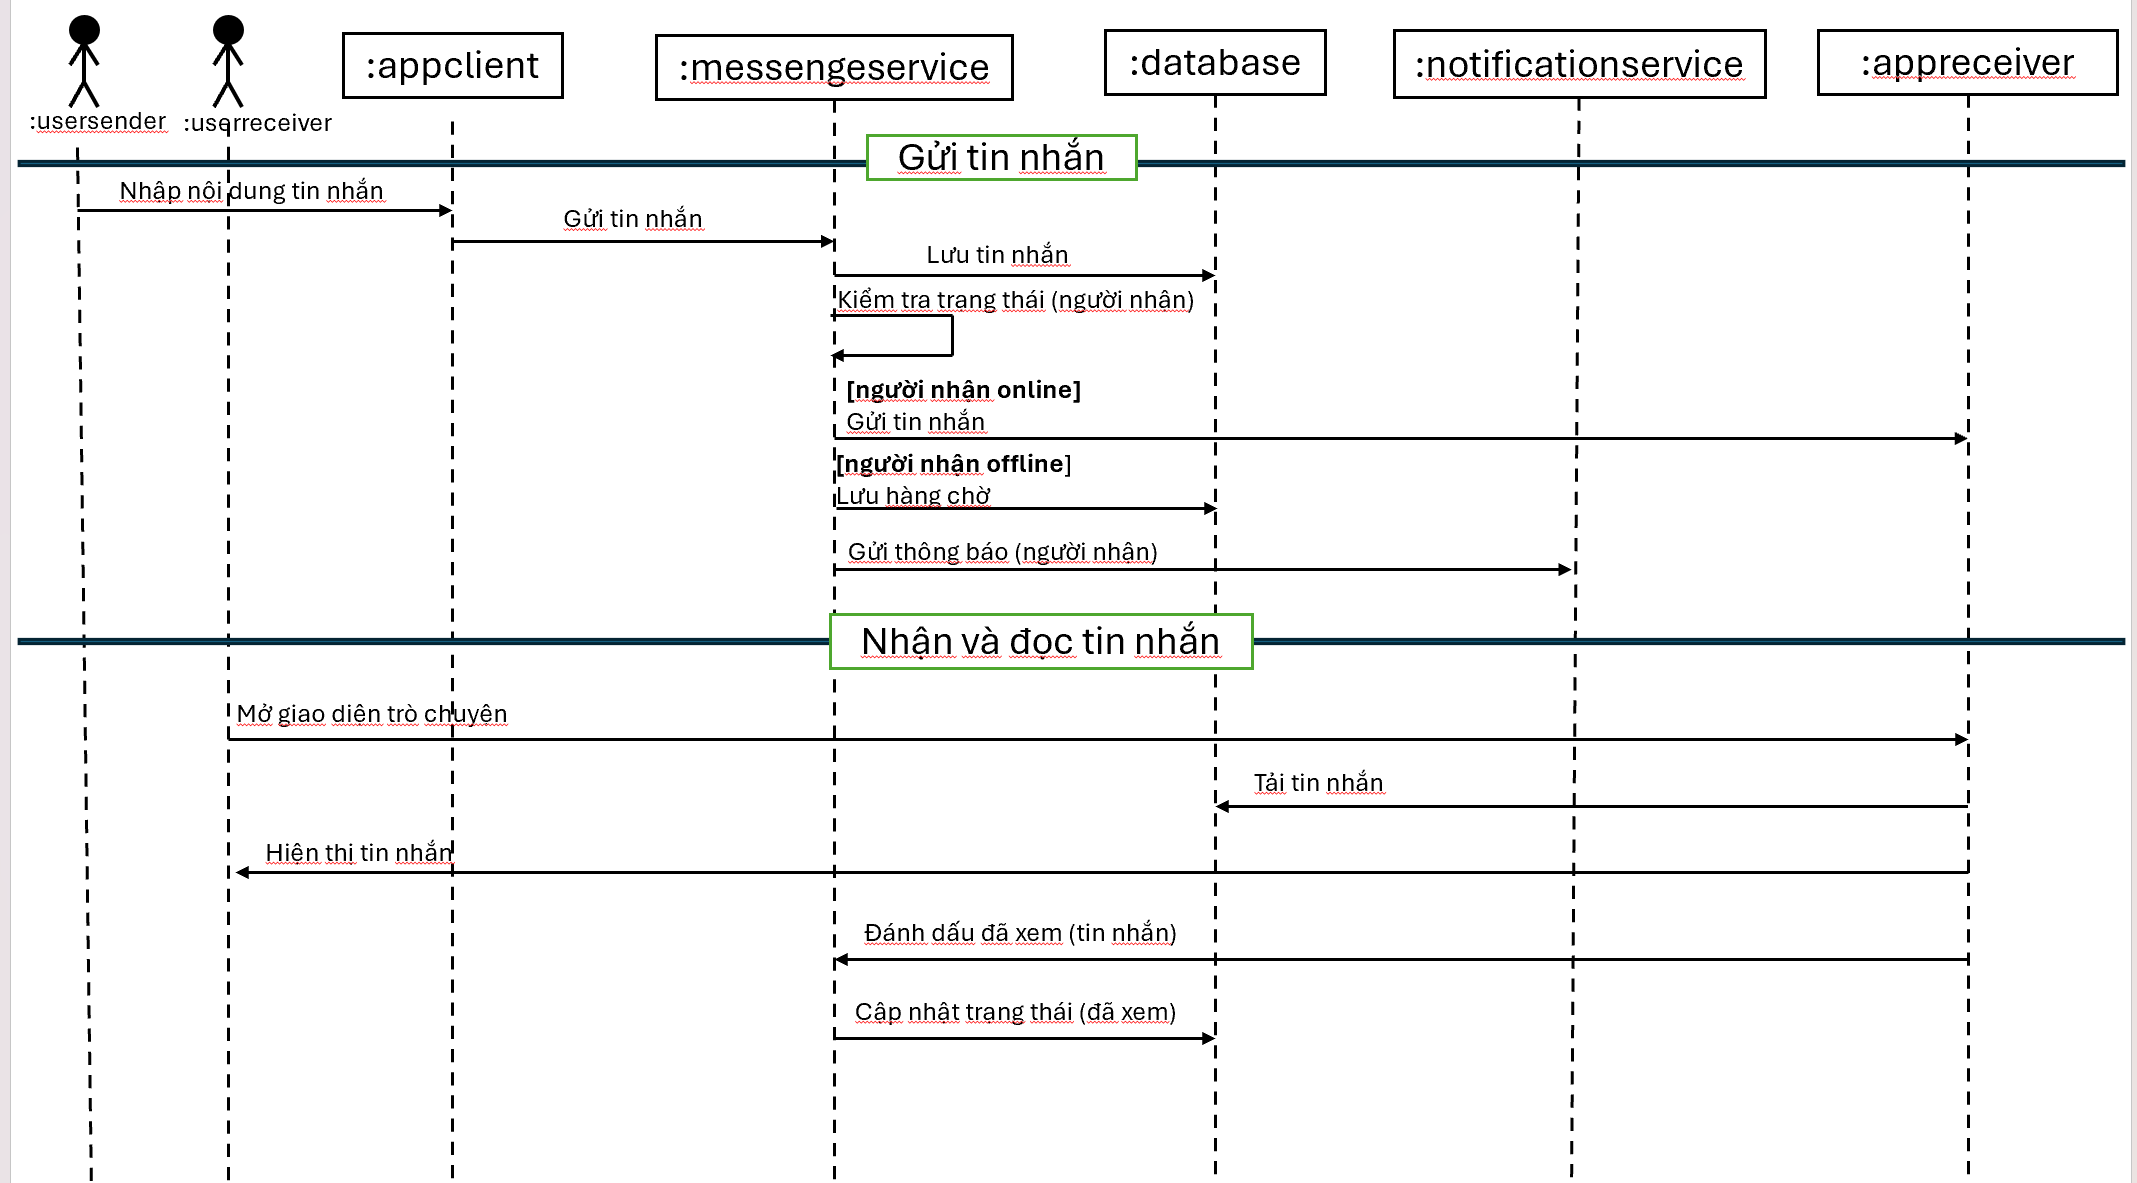 :usersender
:userreceiver
:appclient
:messengeservice
:database
:notificationservice
:appreceiver
Gửi tin nhắn
Nhập nội dung tin nhắn
Gửi tin nhắn
Lưu tin nhắn
Kiểm tra trạng thái (người nhận)
[người nhận online]
Gửi tin nhắn
[người nhận offline]
Lưu hàng chờ
Gửi thông báo (người nhận)
Nhận và đọc tin nhắn
Mở giao diện trò chuyện
Tải tin nhắn
Hiện thị tin nhắn
Đánh dấu đã xem (tin nhắn)
Cập nhật trạng thái (đã xem)